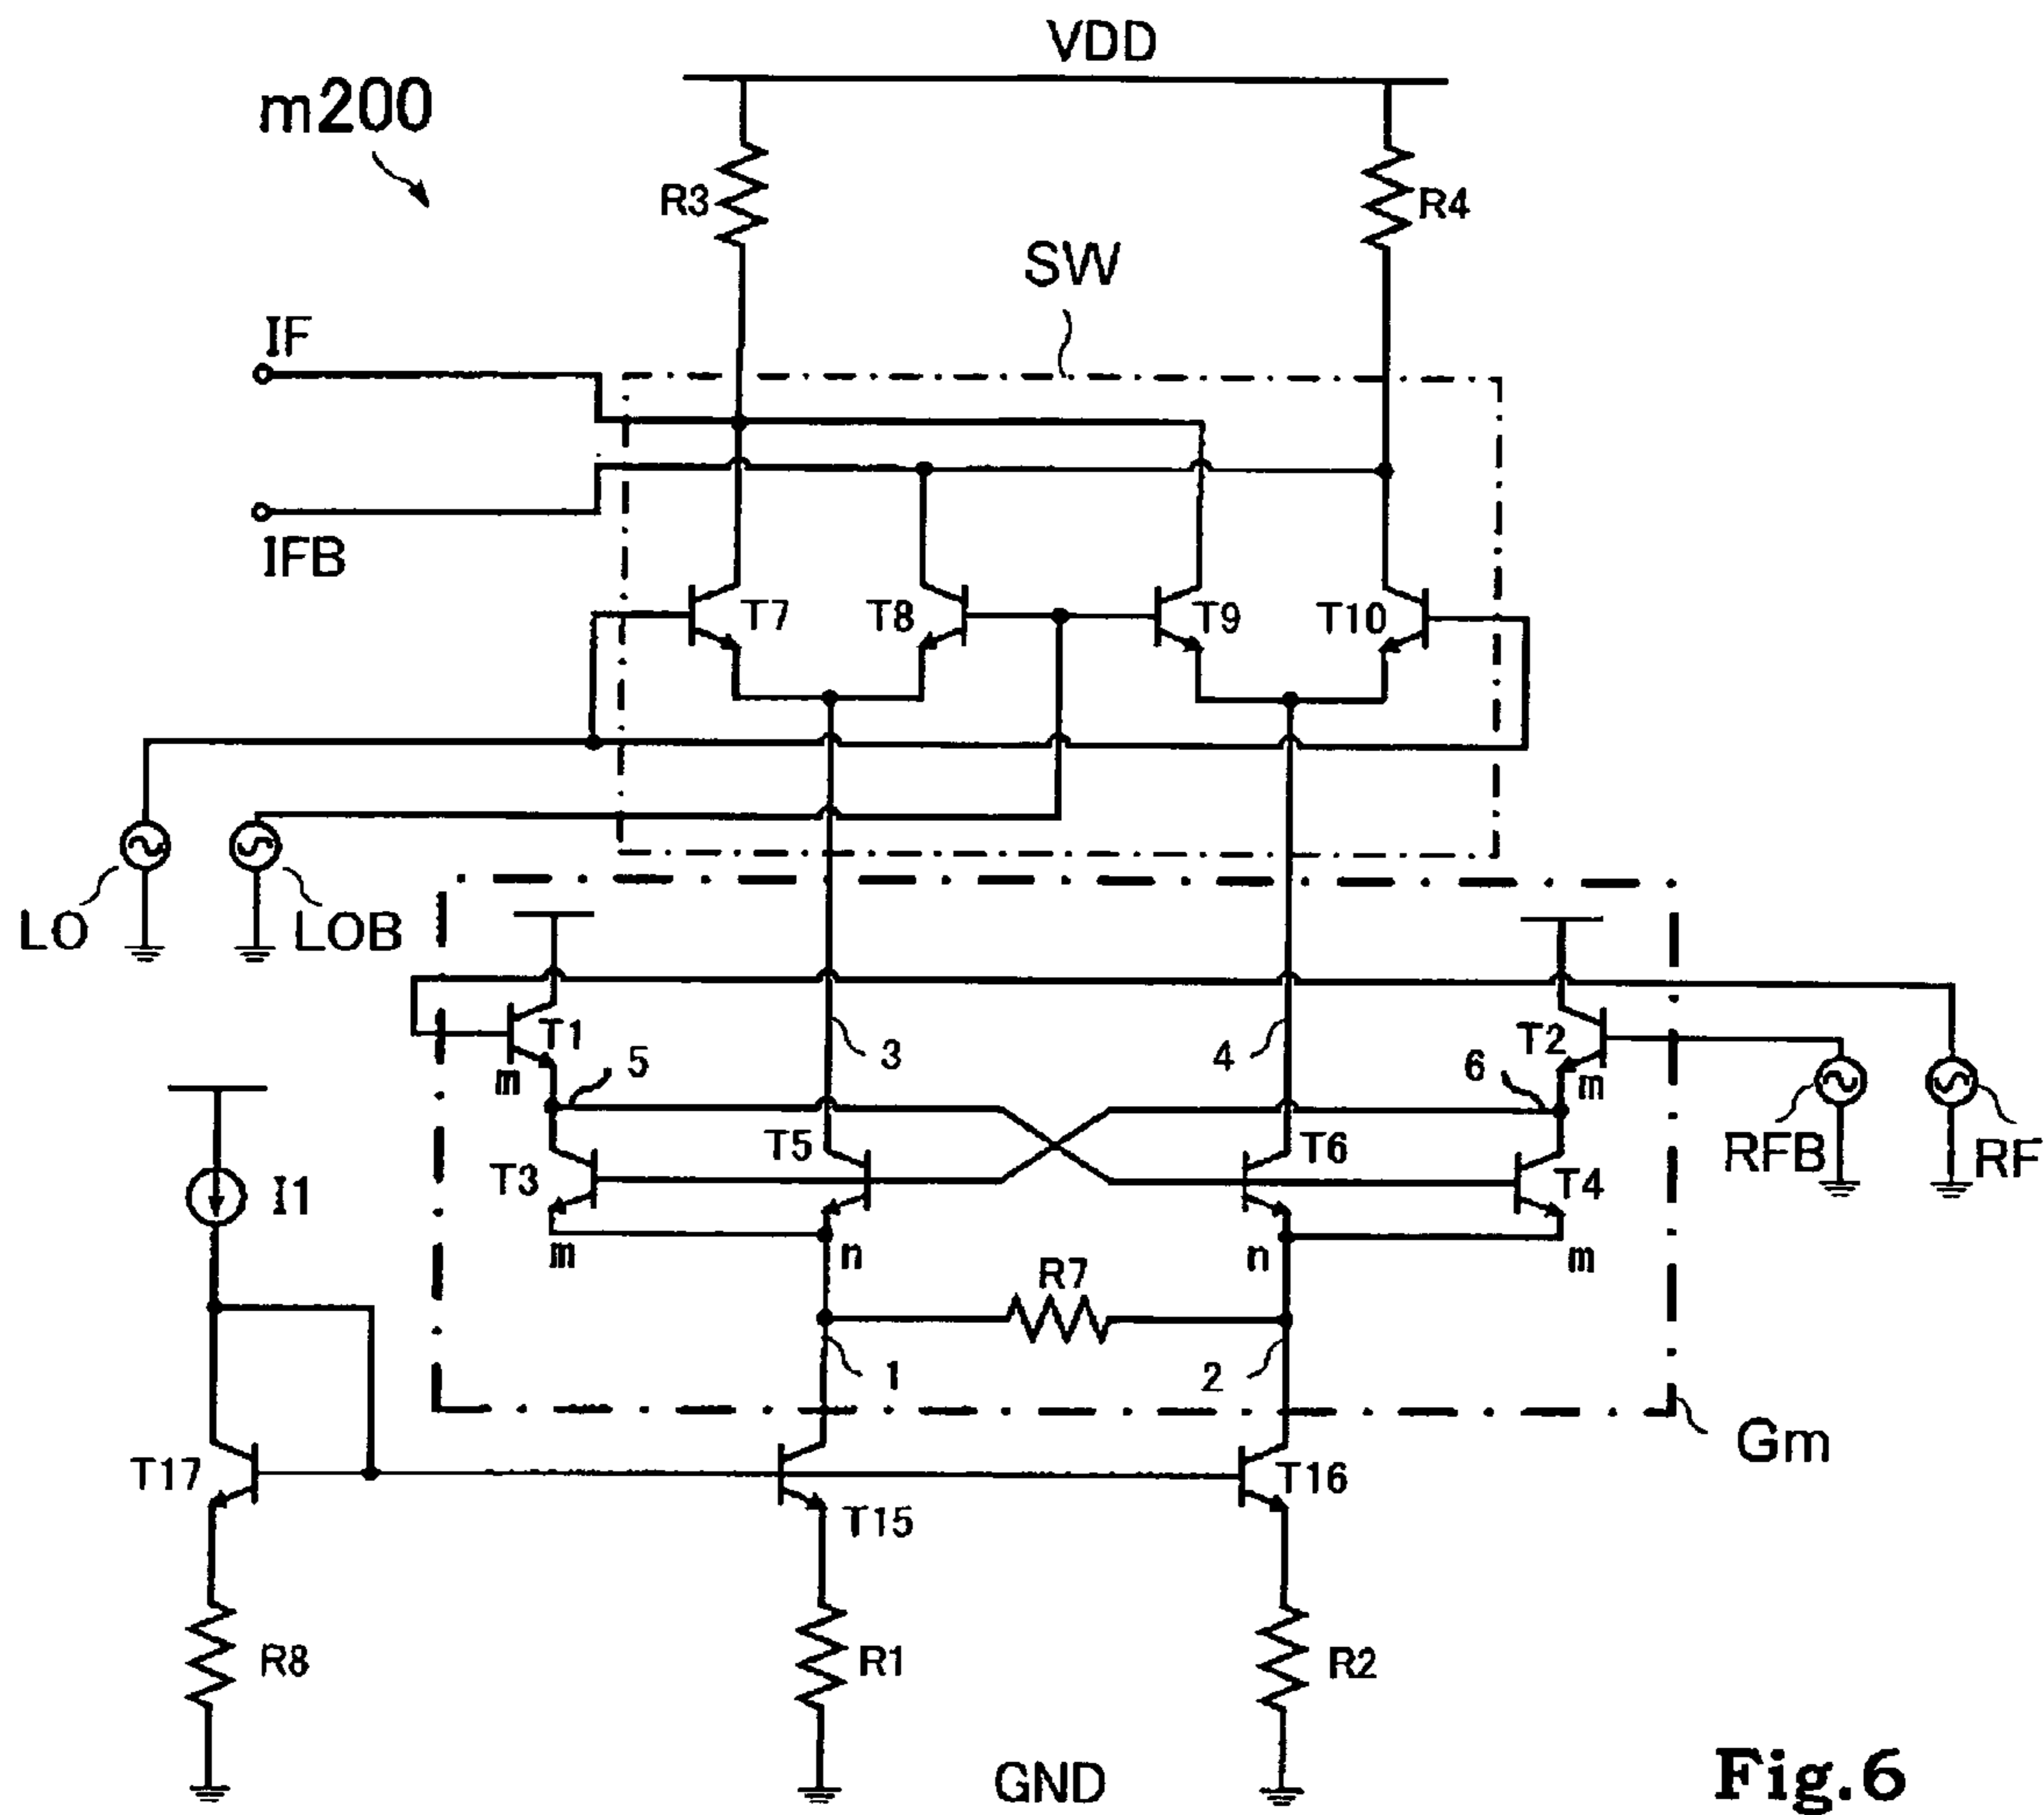 VDD
m200
R3
R4
SW
IF
IFB
T7
T8
T9
T10
LO
LOB
T1
m
5
3
4
6
T2
m
T5
T6
T3
T4
RFB
RF
I1
m
n
n
m
R7
1
2
Gm
T17
T15
T16
R8
R1
R2
GND
Fig.6